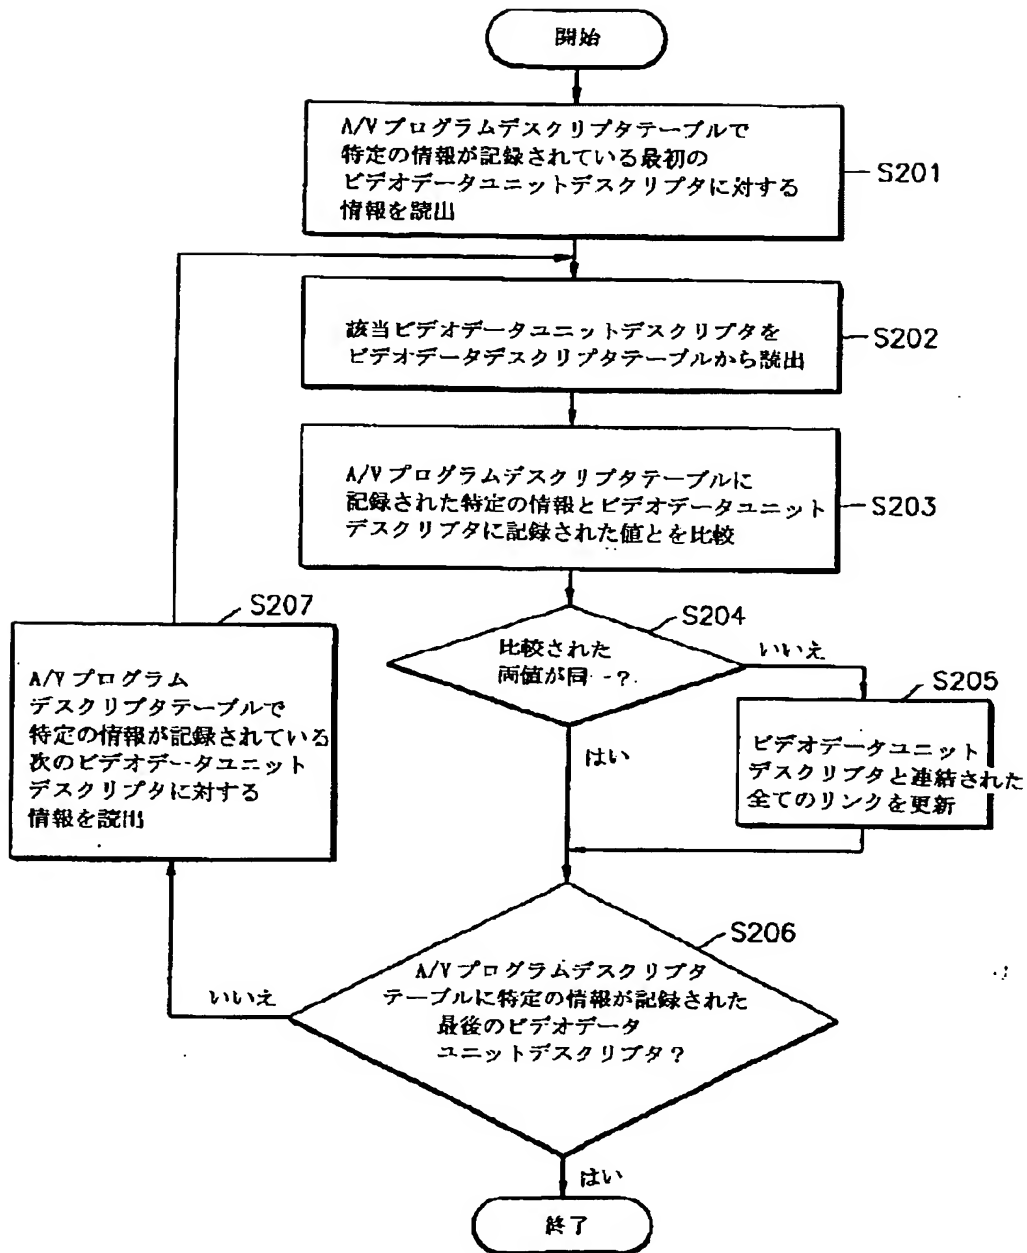 開始
A/Vプログラムデスクリプタテーブルで
特定の情報が記録されている最初の
ビデオデータユニットデスクリプタに対する
情報を読出
S201
該当ビデオデータユニットデスクリプタを
ビデオデータデスクリプタテーブルから読出
S202
A/Vプログラムデスクリプタテーブルに
記録された特定の情報とビデオデータユニット
デスクリプタに記録された値とを比較
S203
S204
比較された
両値が同一?
いいえ
はい
S205
ビデオデータユニット
デスクリプタと連結された
全てのリンクを更新
S206
A/Vプログラムデスクリプタ
テーブルに特定の情報が記録された
最後のビデオデータ
ユニットデスクリプタ?
いいえ
はい
S207
A/Vプログラム
デスクリプタテーブルで
特定の情報が記録されている
次のビデオデータユニット
デスクリプタに対する
情報を読出
終了